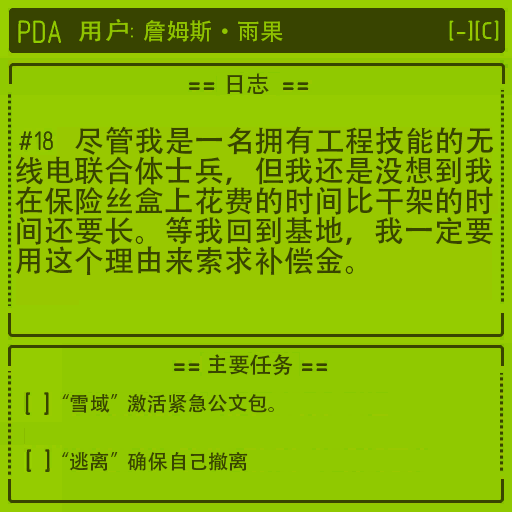 PDA 用户: 詹姆斯·雨果 [-][C]
== 日志 ==
#18 尽管我是一名拥有工程技能的无
线电联合体士兵，但我还是没想到我
在保险丝盒上花费的时间比干架的时
间还要长。等我回到基地，我一定要
用这个理由来索求补偿金。
== 主要任务 ==
[ ] “雪域”激活紧急公文包。
[ ] “逃离”确保自己撤离